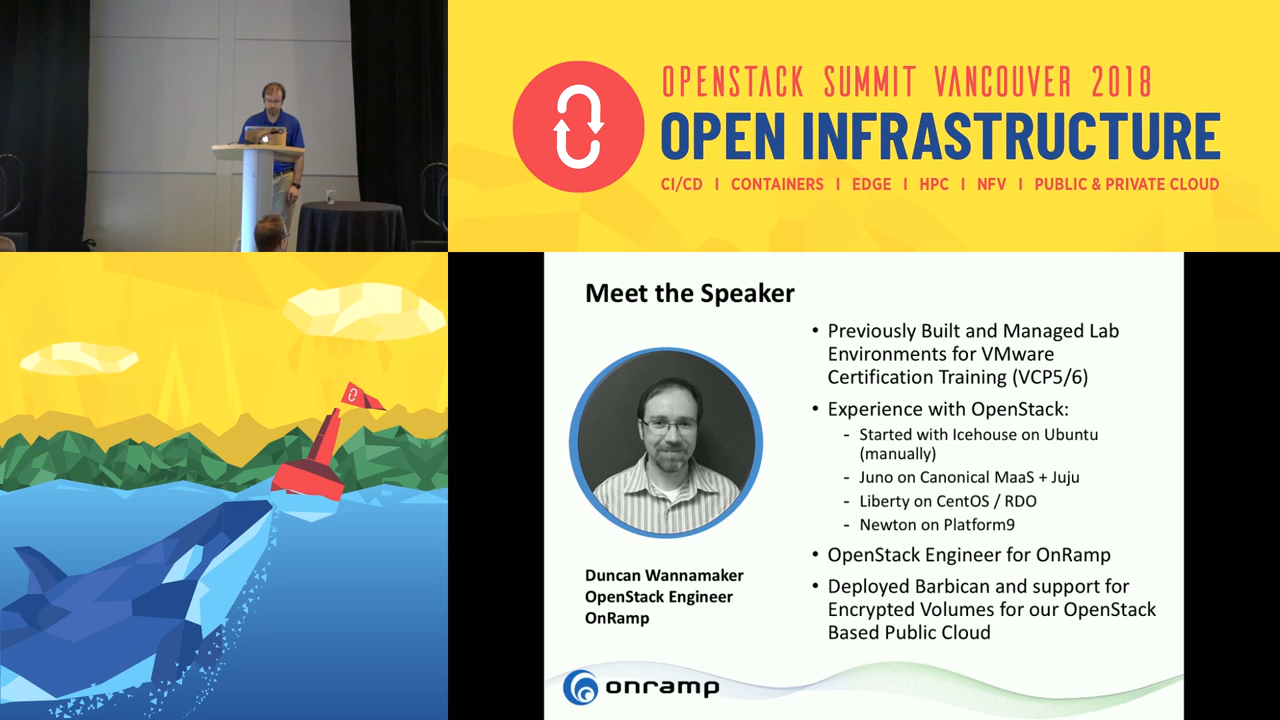 OPENSTACK SUMMIT VANCOUVER 2018
OPEN INFRASTRUCTURE
CI/CD I CONTAINERS I EDGE I HPC I NFV I PUBLIC & PRIVATE CLOUD
Meet the Speaker
• Previously Built and Managed Lab
Environments for VMware
Certification Training (VCP5/6)
• Experience with OpenStack:
- Started with Icehouse on Ubuntu
(manually)
- Juno on Canonical MaaS + Juju
- Liberty on CentOS / RDO
- Newton on Platform9
• OpenStack Engineer for OnRamp
• Deployed Barbican and support for
Encrypted Volumes for our OpenStack
Based Public Cloud
Duncan Wannamaker
OpenStack Engineer
OnRamp
onramp